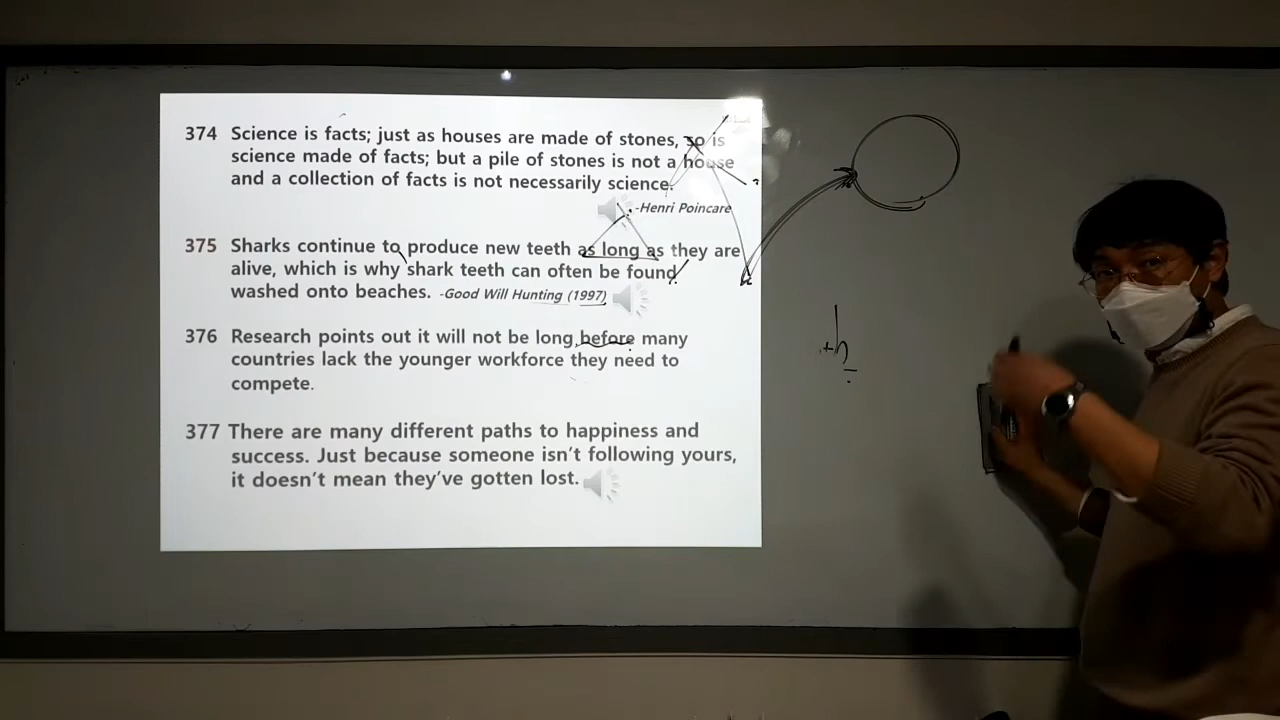 374 Science is facts; just as houses are made of stones, so is
science made of facts; but a pile of stones is not a house
and a collection of facts is not necessarily science.
-Henri Poincare
375 Sharks continue to produce new teeth as long as they are
alive, which is why shark teeth can often be found
washed onto beaches. -Good Will Hunting (1997)
376 Research points out it will not be long before many
countries lack the younger workforce they need to
compete.
377 There are many different paths to happiness and
success. Just because someone isn't following yours,
it doesn't mean they've gotten lost.
+h